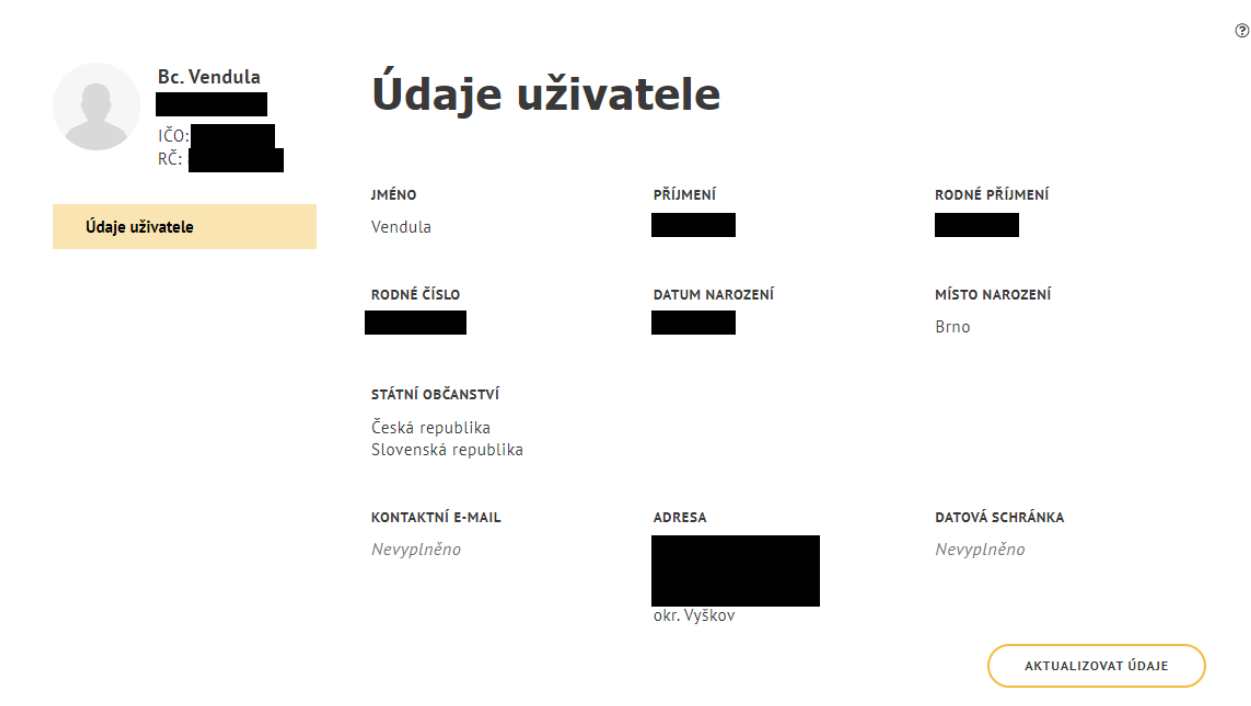 Bc. Vendula
IČO:
RČ:
Údaje uživatele
Údaje uživatele
JMÉNO
Vendula
PŘÍJMENÍ
RODNÉ PŘÍJMENÍ
RODNÉ ČÍSLO
DATUM NAROZENÍ
MÍSTO NAROZENÍ
Brno
STÁTNÍ OBČANSTVÍ
Česká republika
Slovenská republika
KONTAKTNÍ E-MAIL
Nevyplněno
ADRESA
okr. Vyškov
DATOVÁ SCHRÁNKA
Nevyplněno
AKTUALIZOVAT ÚDAJE